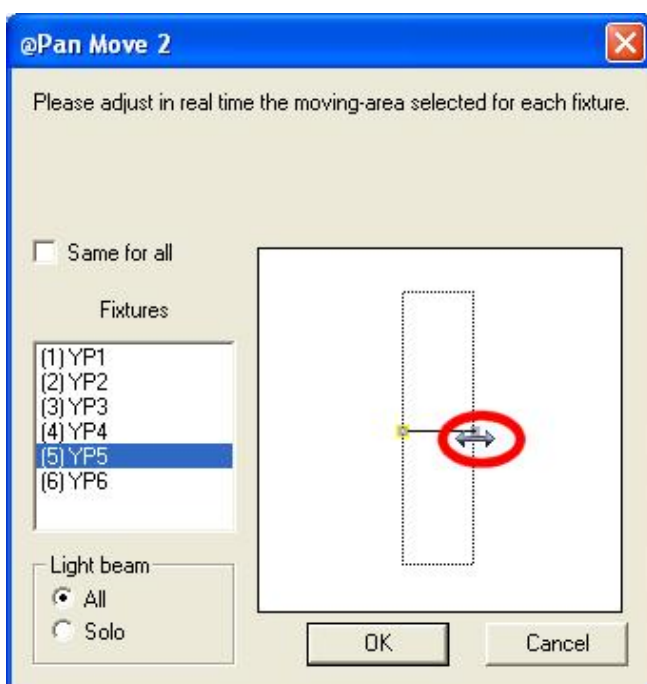 @Pan Move 2
Please adjust in real time the moving-area selected for each fixture.
Same for all
Fixtures
(1) YP1
(2) YP2
(3) YP3
(4) YP4
(5) YP5
(6) YP6
Light beam
All
Solo
OK
Cancel